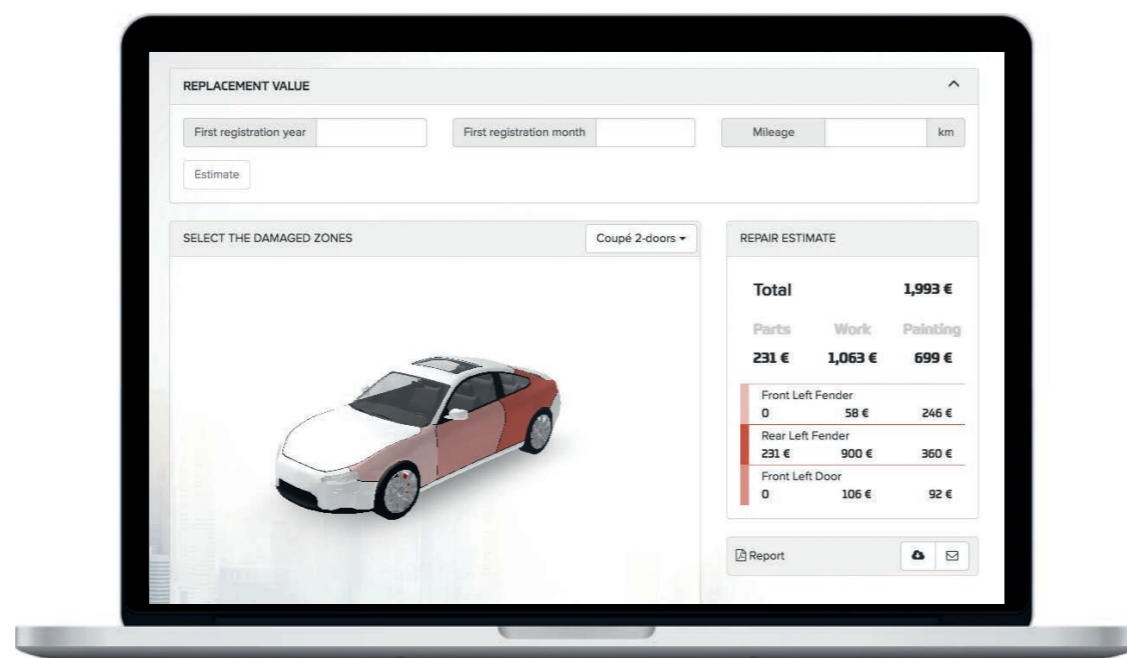 REPLACEMENT VALUE
First registration year
First registration month
Mileage km
Estimate
SELECT THE DAMAGED ZONES
Coupé 2-doors
REPAIR ESTIMATE
Total 1,993 €
Parts Work Painting
231 € 1,063 € 699 €
Front Left Fender
0 58 € 246 €
Rear Left Fender
231 € 900 € 360 €
Front Left Door
0 106 € 92 €
Report